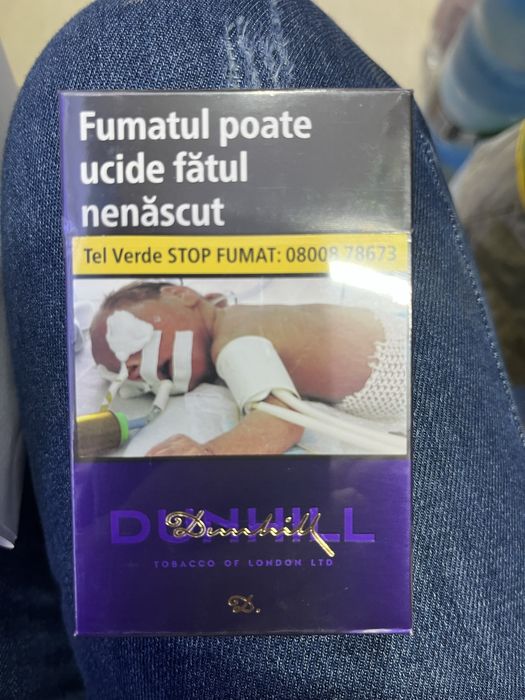 Fumatul poate
ucide fătul
nenăscut
Tel Verde STOP FUMAT: 08008 78673
DUNHILL
Dunhill
TOBACCO OF LONDON LTD
D.